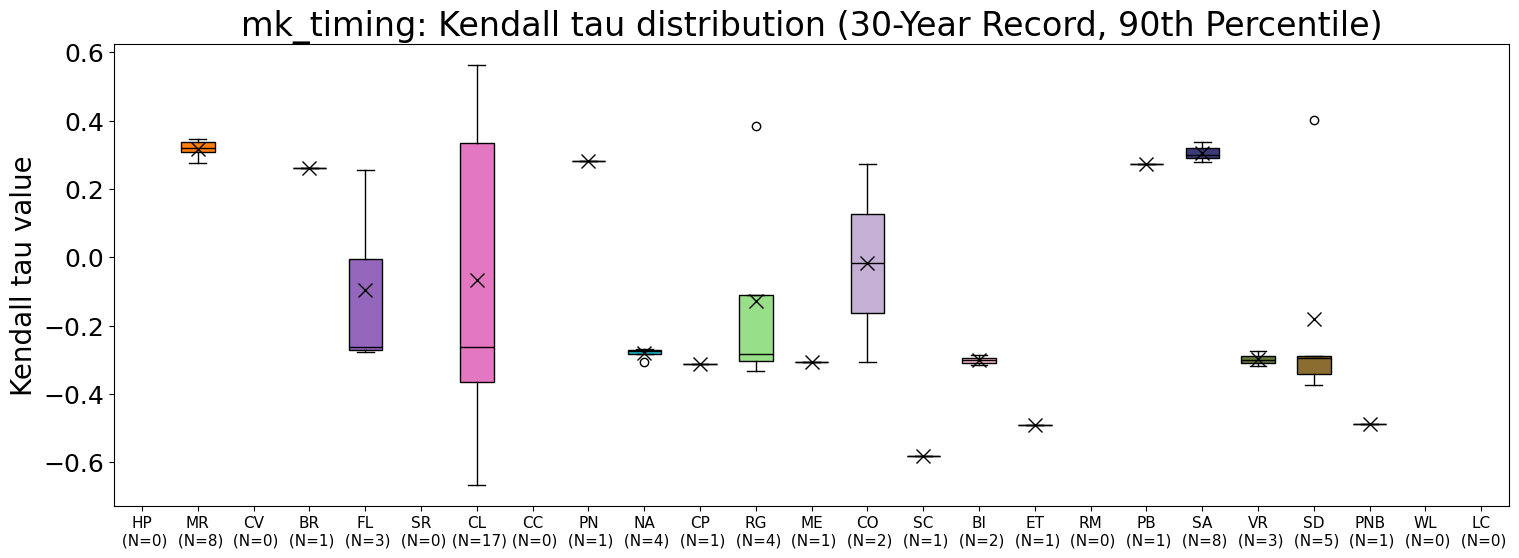 mk_timing: Kendall tau distribution (30-Year Record, 90th Percentile)
Kendall tau value
0.6
0.4
0.2
0.0
−0.2
−0.4
−0.6
HP MR CV BR FL SR CL CC PN NA CP RG ME CO SC BI ET RM PB SA VR SD PNB WL LC
(N=0) (N=8) (N=0) (N=1) (N=3) (N=0) (N=17) (N=0) (N=1) (N=4) (N=1) (N=4) (N=1) (N=2) (N=1) (N=2) (N=1) (N=0) (N=1) (N=8) (N=3) (N=5) (N=1) (N=0) (N=0)